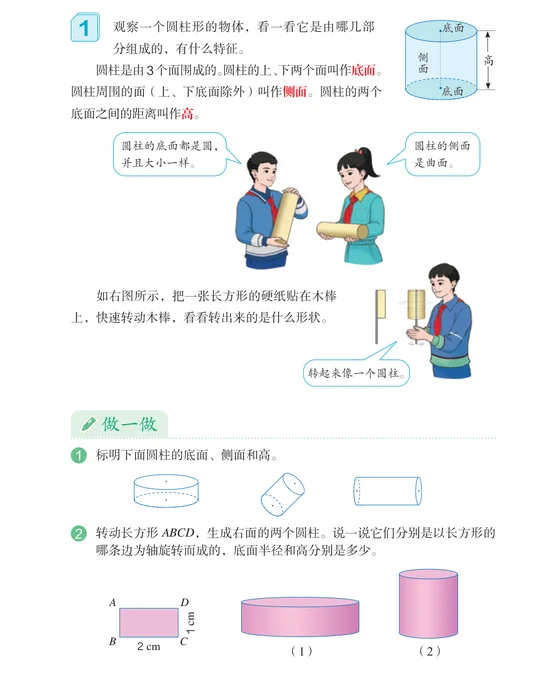 1 观察一个圆柱形的物体，看一看它是由哪几部
分组成的，有什么特征。
圆柱是由3个面围成的。圆柱的上、下两个面叫作底面。
圆柱周围的面（上、下底面除外）叫作侧面。圆柱的两个
底面之间的距离叫作高。
底面
侧面
高
底面
圆柱的底面都是圆，
并且大小一样。
圆柱的侧面
是曲面。
如右图所示，把一张长方形的硬纸贴在木棒
上，快速转动木棒，看看转出来的是什么形状。
转起来像一个圆柱。
做一做
1 标明下面圆柱的底面、侧面和高。
2 转动长方形 ABCD，生成右面的两个圆柱。说一说它们分别是以长方形的
哪条边为轴旋转而成的，底面半径和高分别是多少。
A D
1 cm
B C
2 cm
（1）
（2）